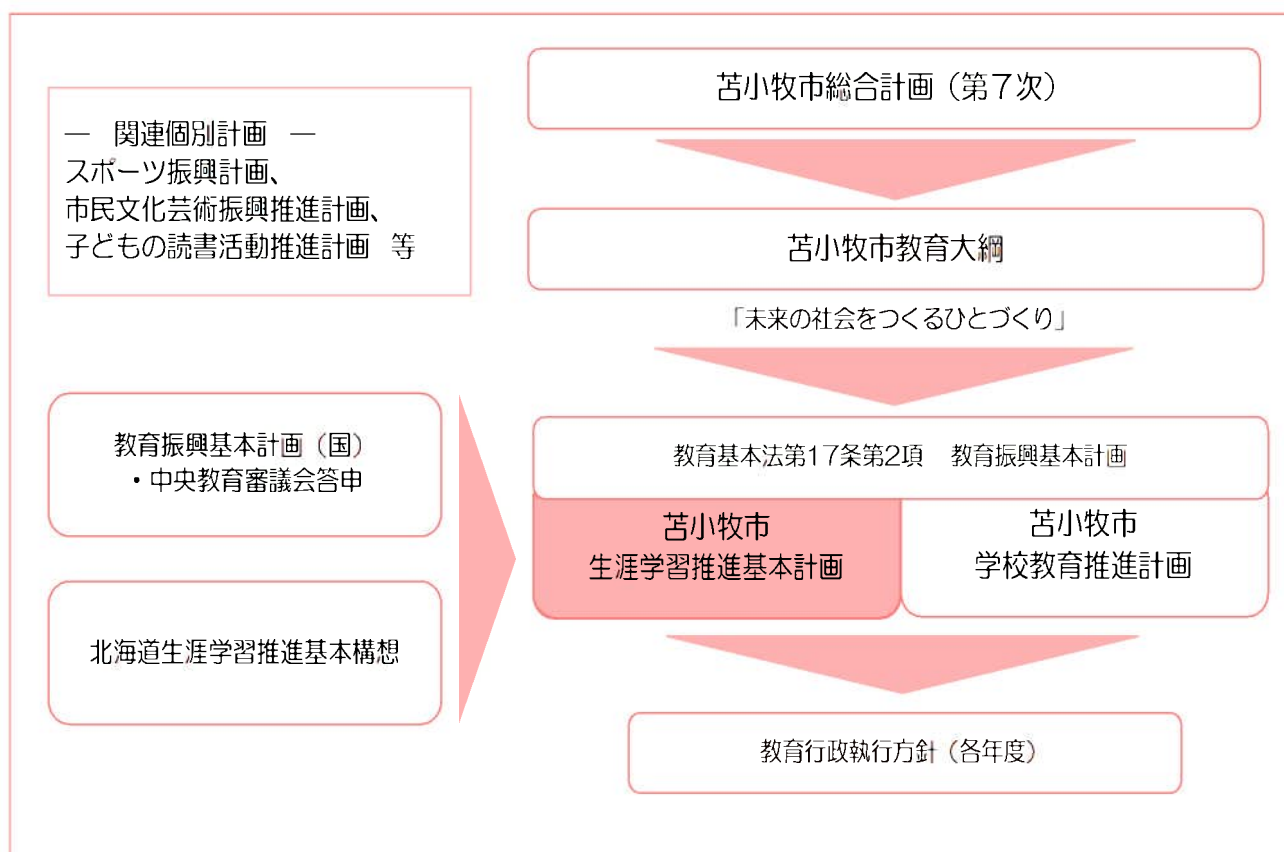 苫小牧市総合計画（第７次）
― 関連個別計画 ―
スポーツ振興計画、
市民文化芸術振興推進計画、
子どもの読書活動推進計画 等
苫小牧市教育大綱
「未来の社会をつくるひとづくり」
教育振興基本計画（国）
・中央教育審議会答申
北海道生涯学習推進基本構想
教育基本法第17条第2項 教育振興基本計画
苫小牧市
生涯学習推進基本計画
苫小牧市
学校教育推進計画
教育行政執行方針（各年度）